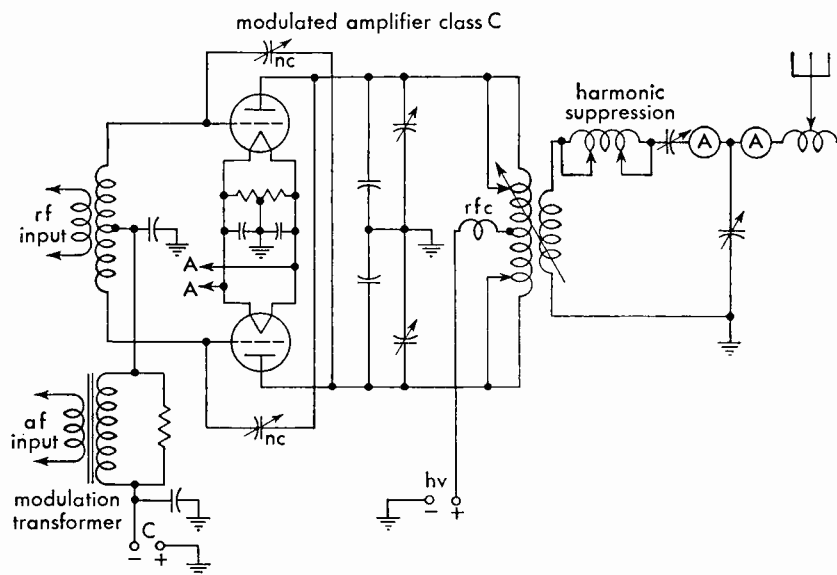 modulated amplifier class C
nc
harmonic
suppression
A
A
rf
input
rfc
A
A
af
input
nc
modulation
transformer
hv
− +
C
− +